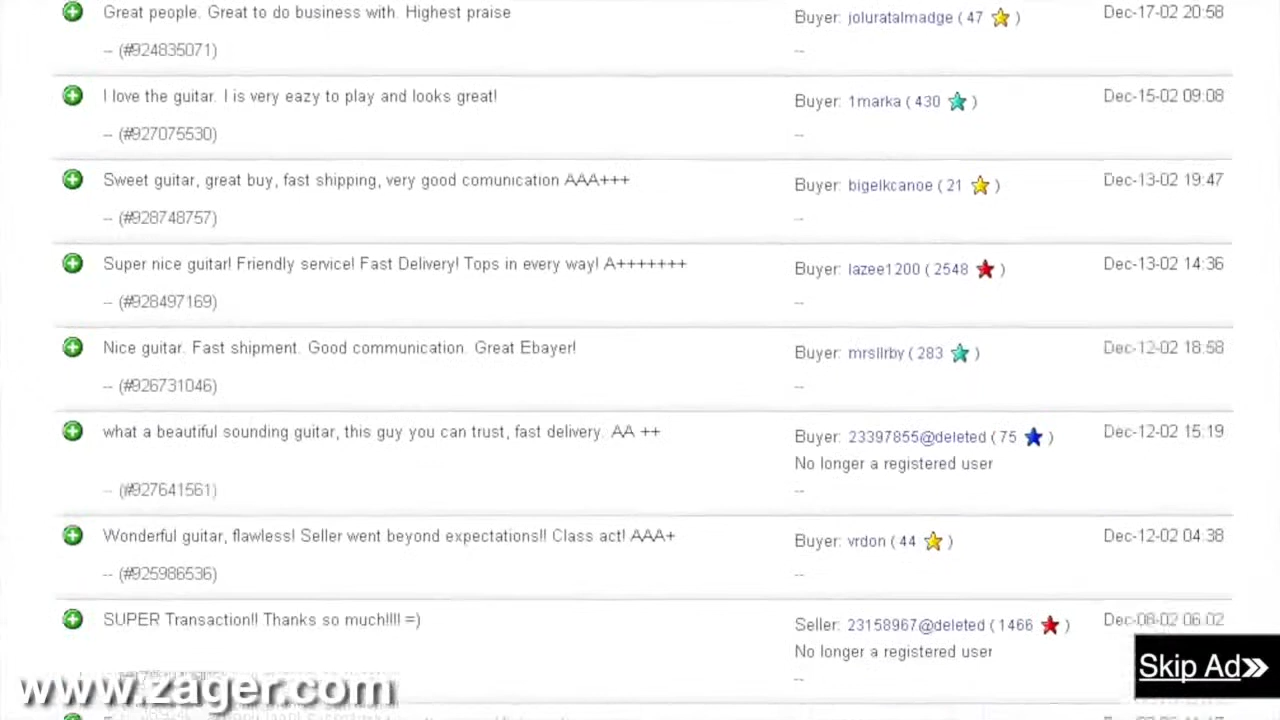 Great people. Great to do business with. Highest praise
Buyer: joluratalmadge ( 47 )
Dec-17-02 20:58
-- (#924835071)
--
I love the guitar. I is very eazy to play and looks great!
Buyer: 1marka ( 430 )
Dec-15-02 09:08
-- (#927075530)
--
Sweet guitar, great buy, fast shipping, very good comunication AAA+++
Buyer: bigelkcanoe ( 21 )
Dec-13-02 19:47
-- (#928748757)
--
Super nice guitar! Friendly service! Fast Delivery! Tops in every way! A+++++++
Buyer: lazee1200 ( 2548 )
Dec-13-02 14:36
-- (#928497169)
--
Nice guitar. Fast shipment. Good communication. Great Ebayer!
Buyer: mrsllrby ( 283 )
Dec-12-02 18:58
-- (#926731046)
--
what a beautiful sounding guitar, this guy you can trust, fast delivery. AA ++
Buyer: 23397855@deleted ( 75 )
Dec-12-02 15:19
No longer a registered user
-- (#927641561)
--
Wonderful guitar, flawless! Seller went beyond expectations!! Class act! AAA+
Buyer: vrdon ( 44 )
Dec-12-02 04:38
-- (#925986536)
--
SUPER Transaction!! Thanks so much!!!! =)
Seller: 23158967@deleted ( 1466 )
Dec-08-02 06:02
No longer a registered user
--
Skip Ad
www.zager.com